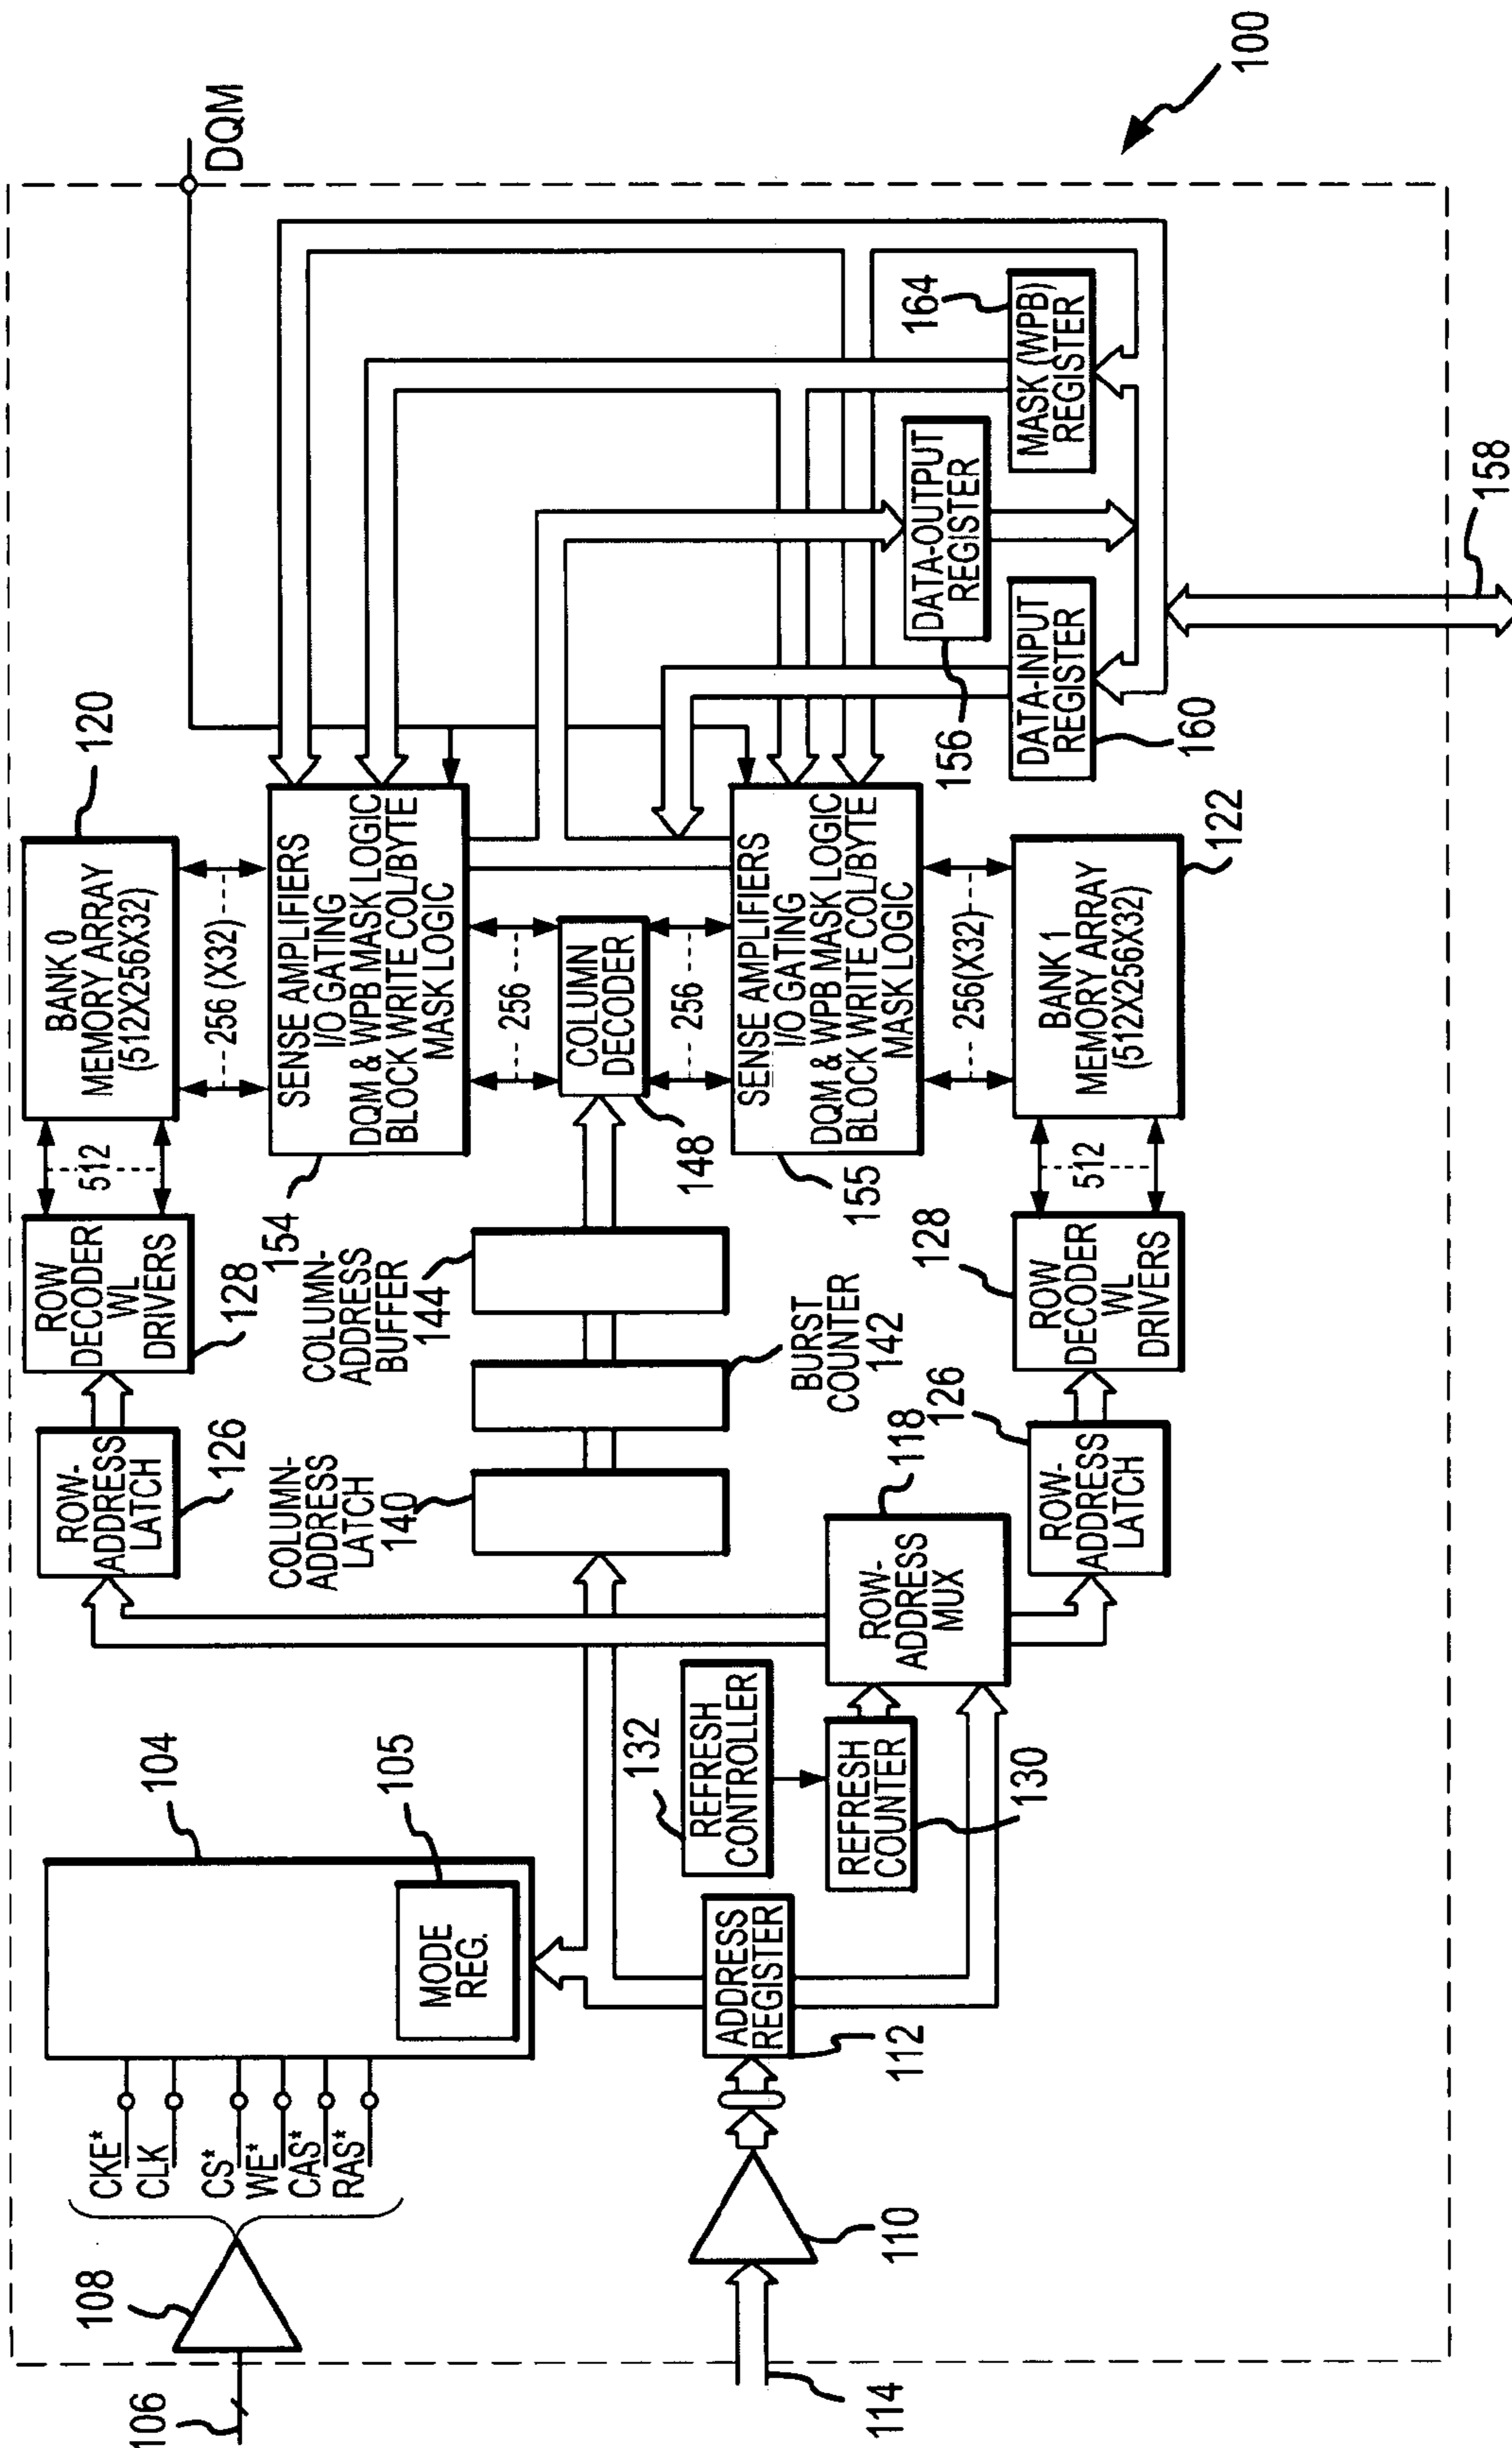 106
108
CKE*
CLK
CS*
WE*
CAS*
RAS*
104
MODE
REG.
105
114
110
112
ADDRESS
REGISTER
132
REFRESH
CONTROLLER
REFRESH
COUNTER
130
ROW-
ADDRESS
MUX
118
ROW-
ADDRESS
LATCH
126
ROW-
ADDRESS
LATCH
126
ROW
DECODER
WL
DRIVERS
128
ROW
DECODER
WL
DRIVERS
128
COLUMN-
ADDRESS
LATCH
140
BURST
COUNTER
142
COLUMN-
ADDRESS
BUFFER
144
512
512
BANK 0
MEMORY ARRAY
(512X256X32)
120
256 (X32)
SENSE AMPLIFIERS
I/O GATING
DQM & WPB MASK LOGIC
BLOCK WRITE COL/BYTE
MASK LOGIC
154
256
COLUMN
DECODER
148
256
SENSE AMPLIFIERS
I/O GATING
DQM & WPB MASK LOGIC
BLOCK WRITE COL/BYTE
MASK LOGIC
155
256(X32)
BANK 1
MEMORY ARRAY
(512X256X32)
122
DATA-INPUT
REGISTER
160
DATA-OUTPUT
REGISTER
156
MASK (WPB)
REGISTER
164
DQM
158
100